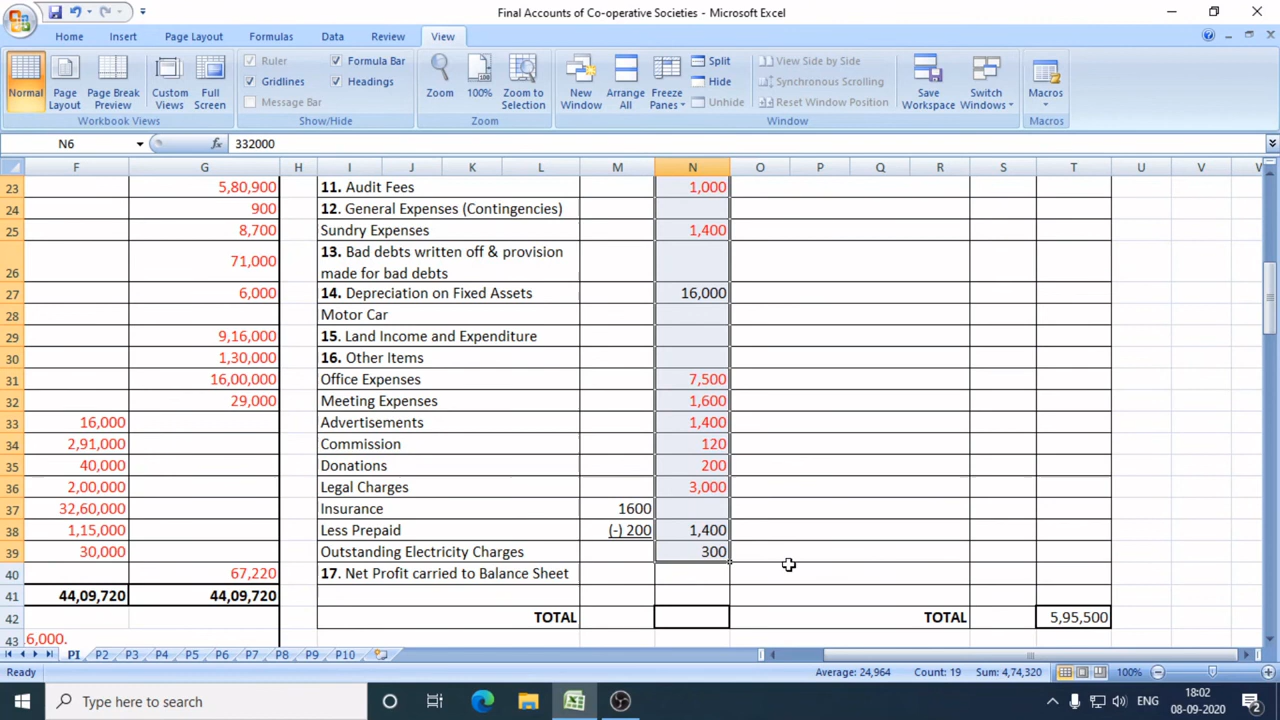 Final Accounts of Co-operative Societies - Microsoft Excel
Home Insert Page Layout Formulas Data Review View
Normal Page Layout Page Break Preview Custom Views Full Screen
Workbook Views
Ruler Formula Bar
Gridlines Headings
Message Bar
Show/Hide
Zoom 100% Zoom to Selection
Zoom
New Window Arrange All Freeze Panes
Split
Hide
Unhide
View Side by Side
Synchronous Scrolling
Reset Window Position
Window
Save Workspace Switch Windows
Macros
Macros
N6 fx 332000
F G H I J K L M N O P Q R S T U V
23 5,80,900 11. Audit Fees 1,000
24 900 12. General Expenses (Contingencies)
25 8,700 Sundry Expenses 1,400
26 71,000 13. Bad debts written off & provision
made for bad debts
27 6,000 14. Depreciation on Fixed Assets 16,000
28 Motor Car
29 9,16,000 15. Land Income and Expenditure
30 1,30,000 16. Other Items
31 16,00,000 Office Expenses 7,500
32 29,000 Meeting Expenses 1,600
33 16,000 Advertisements 1,400
34 2,91,000 Commission 120
35 40,000 Donations 200
36 2,00,000 Legal Charges 3,000
37 32,60,000 Insurance 1600
38 1,15,000 Less Prepaid (-) 200 1,400
39 30,000 Outstanding Electricity Charges 300
40 67,220 17. Net Profit carried to Balance Sheet
41 44,09,720 44,09,720
42 TOTAL TOTAL 5,95,500
43 6,000.
PI P2 P3 P4 P5 P6 P7 P8 P9 P10
Ready Average: 24,964 Count: 19 Sum: 4,74,320 100%
Type here to search
ENG
18:02
08-09-2020
2